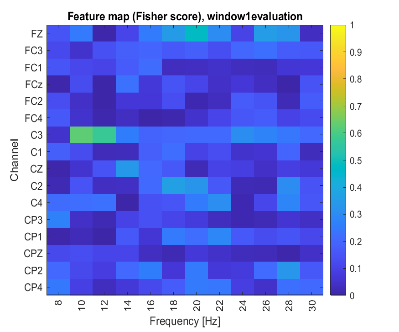 Feature map (Fisher score), window1evaluation
Channel
FZ
FC3
FC1
FCz
FC2
FC4
C3
C1
CZ
C2
C4
CP3
CP1
CPZ
CP2
CP4
8 10 12 14 16 18 20 22 24 26 28 30
Frequency [Hz]
1
0.9
0.8
0.7
0.6
0.5
0.4
0.3
0.2
0.1
0